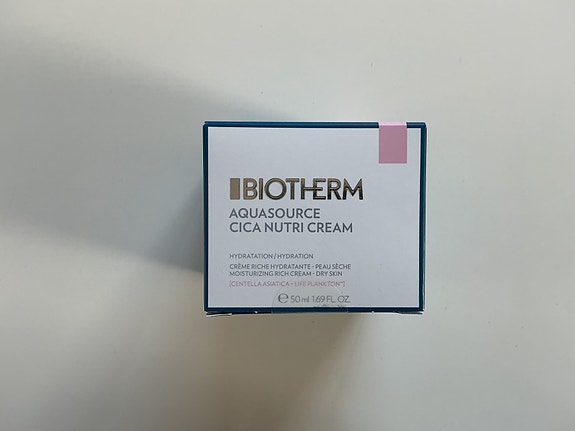 BIOTHERM
AQUASOURCE
CICA NUTRI CREAM
HYDRATATION / HYDRATION
CRÈME RICHE HYDRATANTE - PEAU SÈCHE
MOISTURIZING RICH CREAM - DRY SKIN
[CENTELLA ASIATICA + LIFE PLANKTON™]
℮ 50 ml 1.69 FL. OZ.